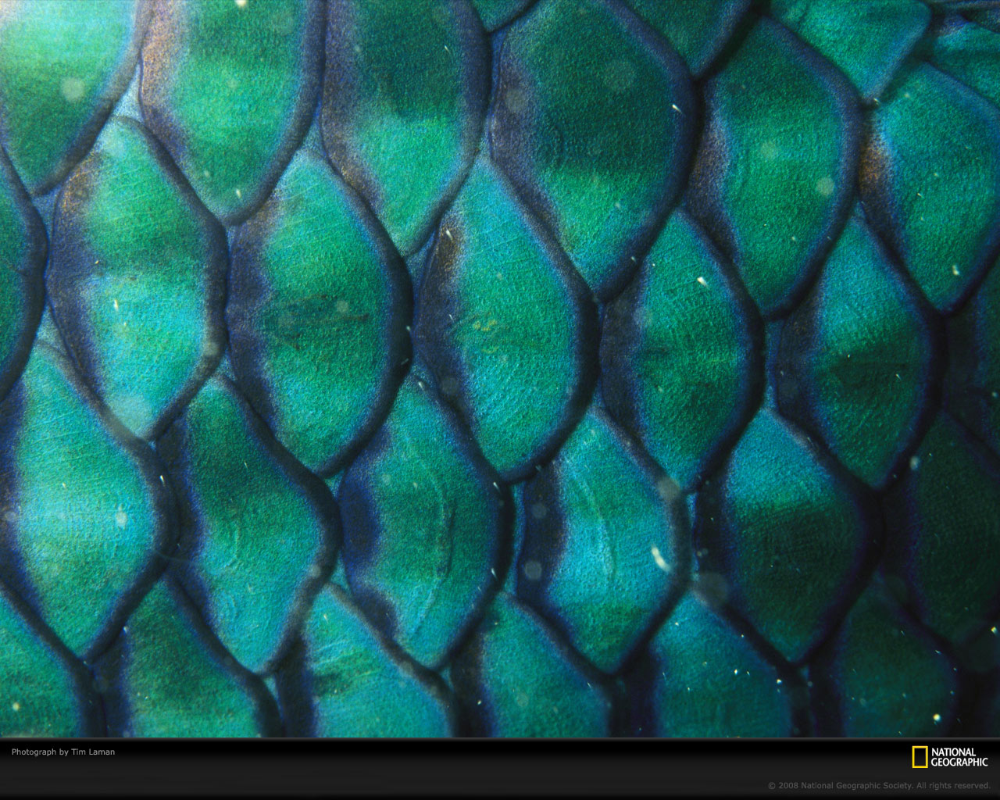 Photograph by Tim Laman
NATIONAL
GEOGRAPHIC
© 2008 National Geographic Society. All rights reserved.